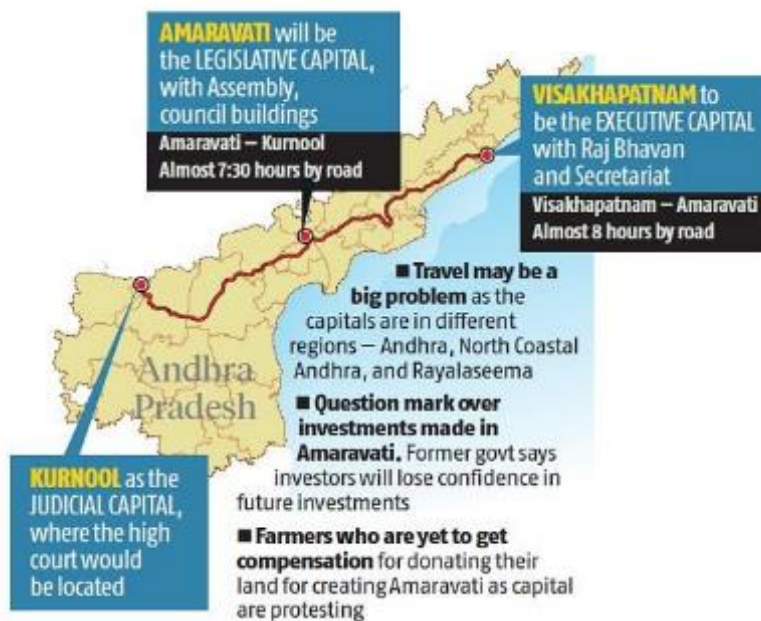 AMARAVATI will be
the LEGISLATIVE CAPITAL,
with Assembly,
council buildings
Amaravati – Kurnool
Almost 7:30 hours by road
VISAKHAPATNAM to
be the EXECUTIVE CAPITAL
with Raj Bhavan
and Secretariat
Visakhapatnam – Amaravati
Almost 8 hours by road
■ Travel may be a
big problem as the
capitals are in different
regions – Andhra, North Coastal
Andhra, and Rayalaseema
■ Question mark over
investments made in
Amaravati. Former govt says
investors will lose confidence in
future investments
■ Farmers who are yet to get
compensation for donating their
land for creating Amaravati as capital
are protesting
Andhra
Pradesh
KURNOOL as the
JUDICIAL CAPITAL,
where the high
court would
be located